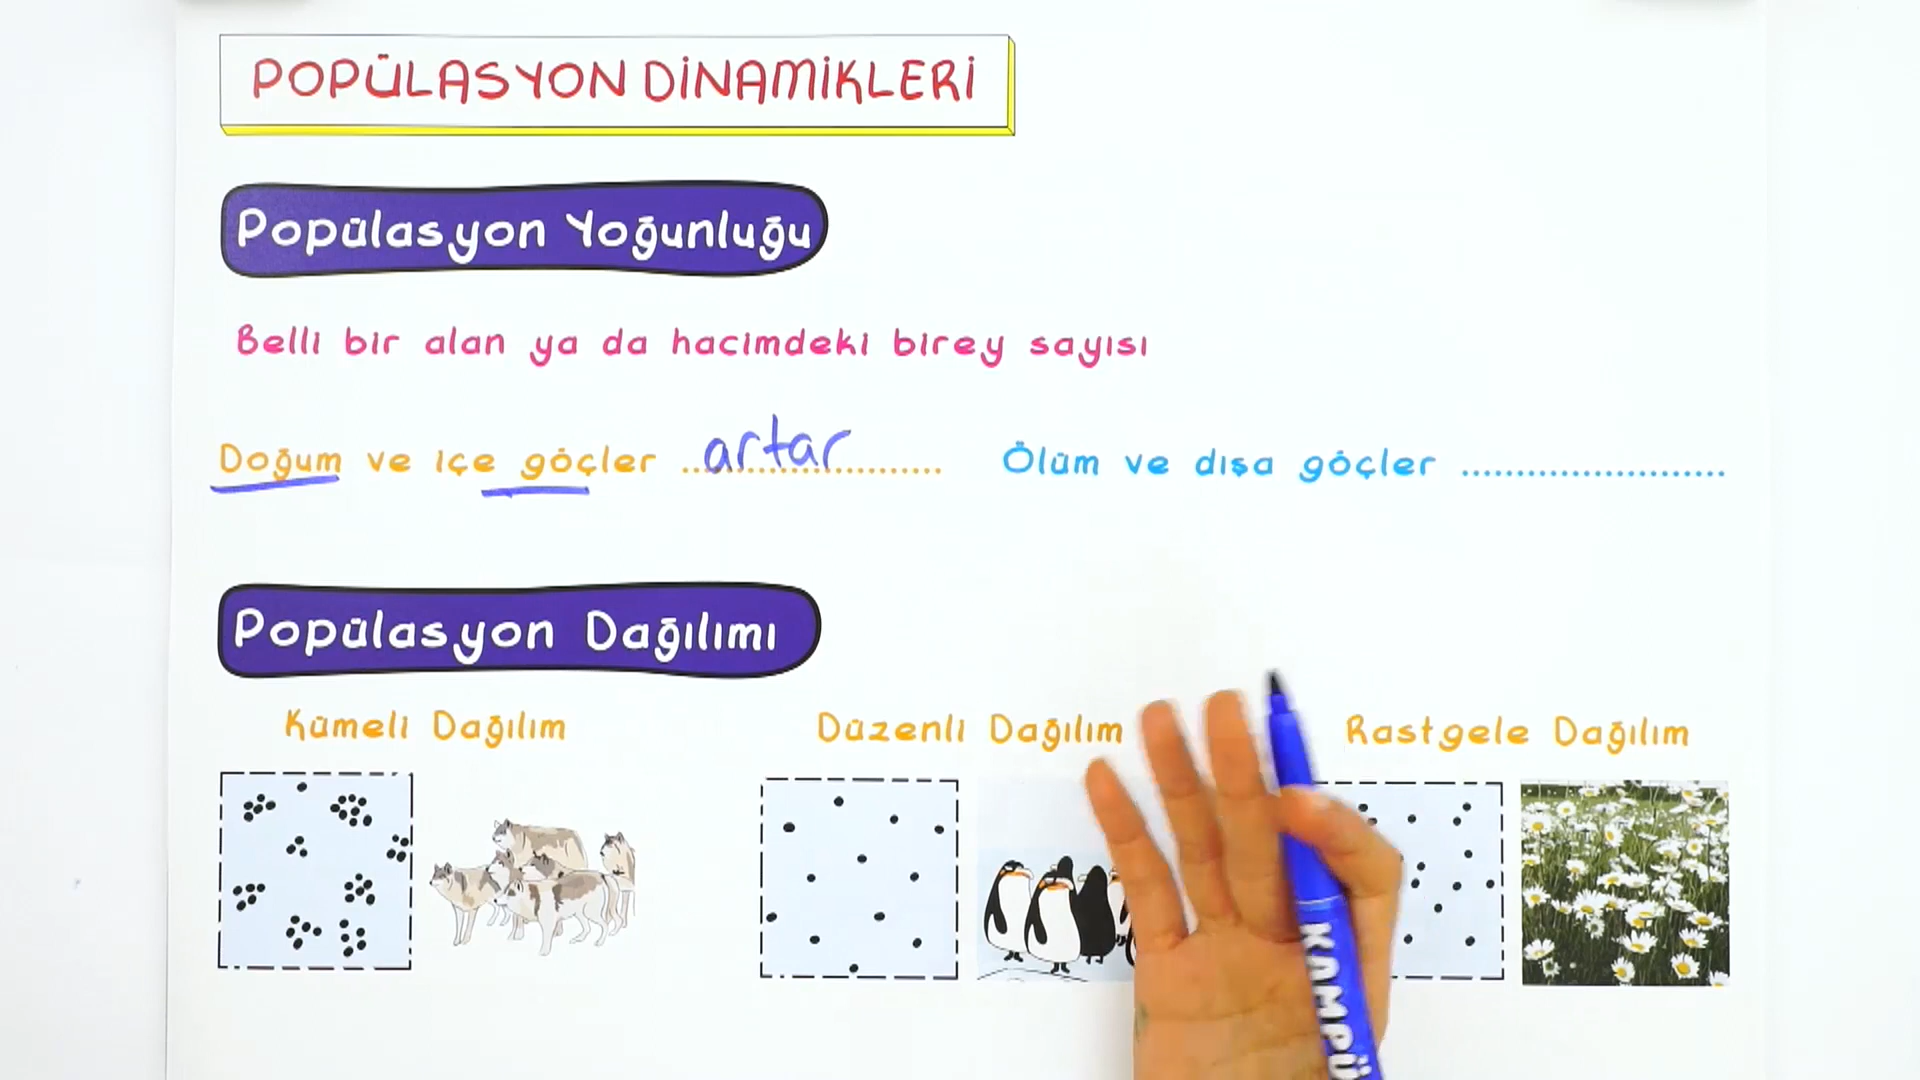 POPÜLASYON DİNAMİKLERİ
Popülasyon Yoğunluğu
Belli bir alan ya da hacimdeki birey sayısı
Doğum ve içe göçler ........artar........ Ölüm ve dışa göçler ........................
Popülasyon Dağılımı
Kümeli Dağılım Düzenli Dağılım Rastgele Dağılım
KAMPÜ